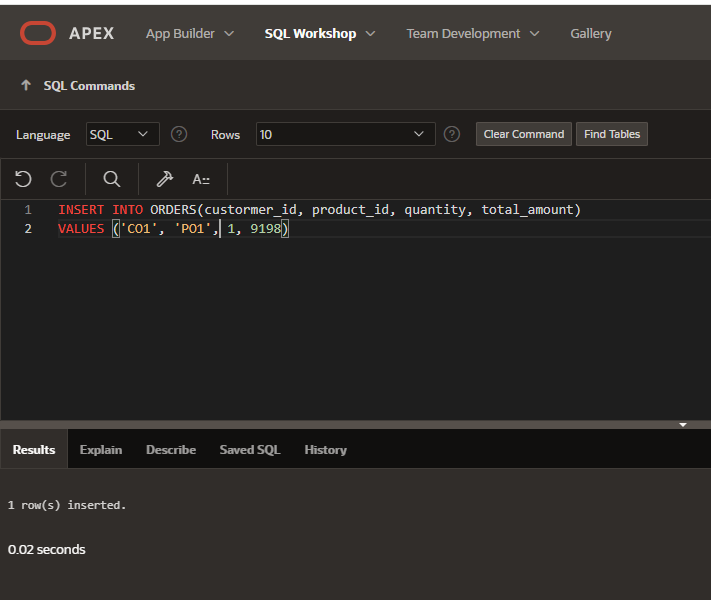 APEX App Builder SQL Workshop Team Development Gallery
SQL Commands
Language SQL ? Rows 10 ? Clear Command Find Tables
A::
1 INSERT INTO ORDERS(custormer_id, product_id, quantity, total_amount)
2 VALUES ('CO1', 'PO1', 1, 9198)
Results Explain Describe Saved SQL History
1 row(s) inserted.
0.02 seconds